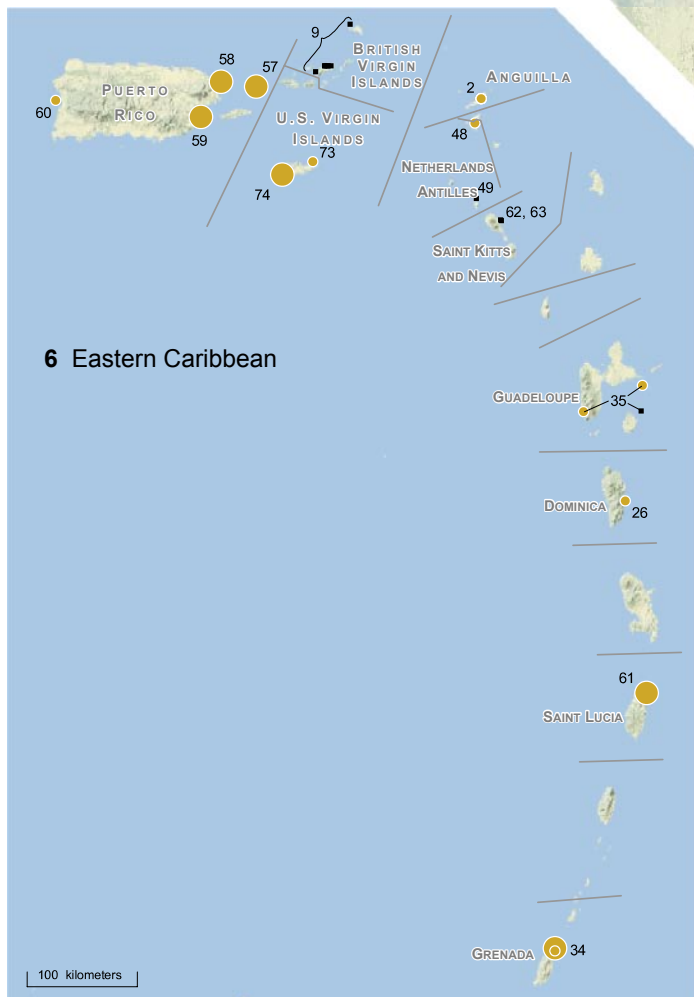 9
BRITISH
VIRGIN
ISLANDS
58
57
PUERTO
RICO
60
59
U.S. VIRGIN
ISLANDS
73
74
ANGUILLA
2
48
NETHERLANDS
ANTILLES
49
62, 63
SAINT KITTS
AND NEVIS
6 Eastern Caribbean
GUADELOUPE
35
DOMINICA
26
61
SAINT LUCIA
GRENADA
34
100 kilometers